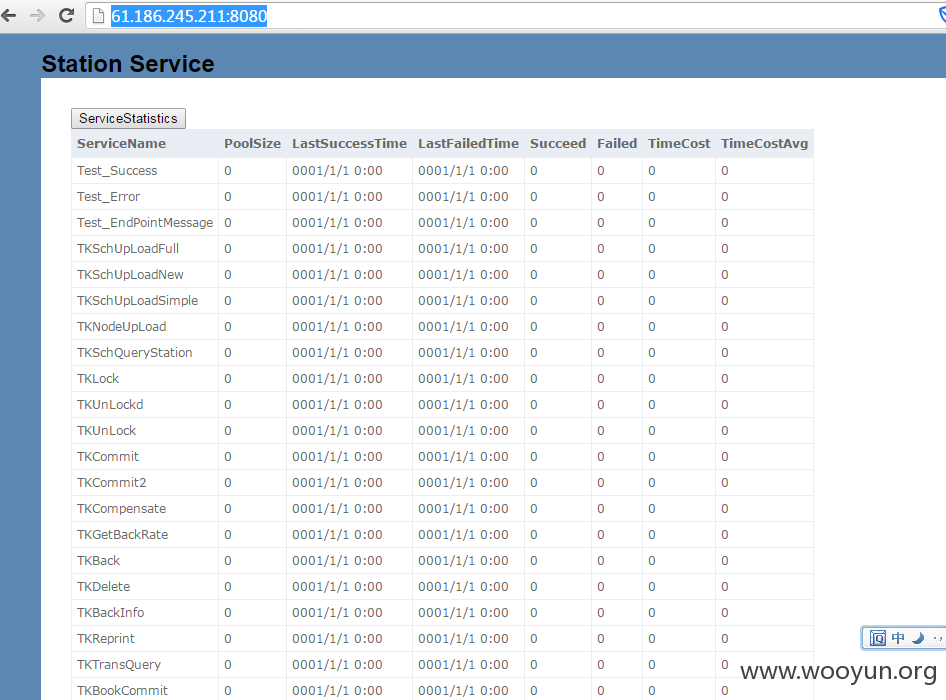 61.186.245.211:8080
Station Service
ServiceStatistics
ServiceName PoolSize LastSuccessTime LastFailedTime Succeed Failed TimeCost TimeCostAvg
Test_Success 0 0001/1/1 0:00 0001/1/1 0:00 0 0 0 0
Test_Error 0 0001/1/1 0:00 0001/1/1 0:00 0 0 0 0
Test_EndPointMessage 0 0001/1/1 0:00 0001/1/1 0:00 0 0 0 0
TKSchUpLoadFull 0 0001/1/1 0:00 0001/1/1 0:00 0 0 0 0
TKSchUpLoadNew 0 0001/1/1 0:00 0001/1/1 0:00 0 0 0 0
TKSchUpLoadSimple 0 0001/1/1 0:00 0001/1/1 0:00 0 0 0 0
TKNodeUpLoad 0 0001/1/1 0:00 0001/1/1 0:00 0 0 0 0
TKSchQueryStation 0 0001/1/1 0:00 0001/1/1 0:00 0 0 0 0
TKLock 0 0001/1/1 0:00 0001/1/1 0:00 0 0 0 0
TKUnLockd 0 0001/1/1 0:00 0001/1/1 0:00 0 0 0 0
TKUnLock 0 0001/1/1 0:00 0001/1/1 0:00 0 0 0 0
TKCommit 0 0001/1/1 0:00 0001/1/1 0:00 0 0 0 0
TKCommit2 0 0001/1/1 0:00 0001/1/1 0:00 0 0 0 0
TKCompensate 0 0001/1/1 0:00 0001/1/1 0:00 0 0 0 0
TKGetBackRate 0 0001/1/1 0:00 0001/1/1 0:00 0 0 0 0
TKBack 0 0001/1/1 0:00 0001/1/1 0:00 0 0 0 0
TKDelete 0 0001/1/1 0:00 0001/1/1 0:00 0 0 0 0
TKBackInfo 0 0001/1/1 0:00 0001/1/1 0:00 0 0 0 0
TKReprint 0 0001/1/1 0:00 0001/1/1 0:00 0 0 0 0
中
TKTransQuery 0 0001/1/1 0:00 0001/1/1 0:00 0 0 0 0
www.wooyun.org
TKBookCommit 0 0001/1/1 0:00 0001/1/1 0:00 0 0 0 0